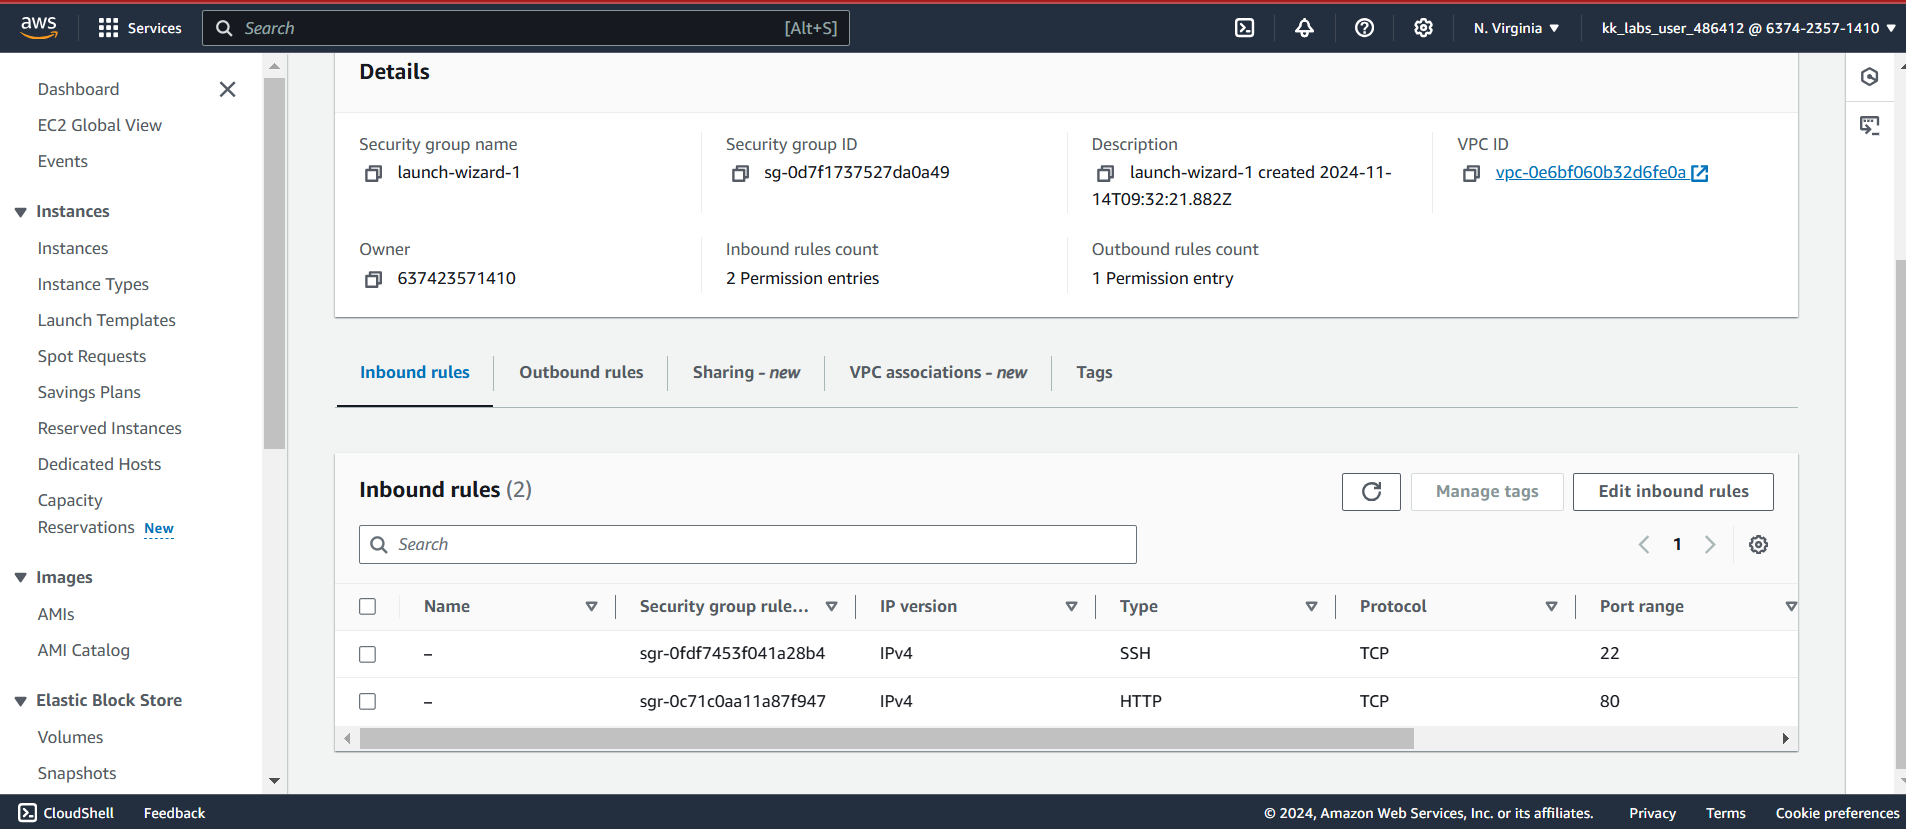 aws
Services
Search
[Alt+S]
N. Virginia
kk_labs_user_486412 @ 6374-2357-1410
Dashboard
EC2 Global View
Events
Instances
Instances
Instance Types
Launch Templates
Spot Requests
Savings Plans
Reserved Instances
Dedicated Hosts
Capacity
Reservations New
Images
AMIs
AMI Catalog
Elastic Block Store
Volumes
Snapshots
Details
Security group name
launch-wizard-1
Security group ID
sg-0d7f1737527da0a49
Description
launch-wizard-1 created 2024-11-
14T09:32:21.882Z
VPC ID
vpc-0e6bf060b32d6fe0a
Owner
637423571410
Inbound rules count
2 Permission entries
Outbound rules count
1 Permission entry
Inbound rules
Outbound rules
Sharing - new
VPC associations - new
Tags
Inbound rules (2)
Manage tags
Edit inbound rules
Search
1
Name Security group rule... IP version Type Protocol Port range
– sgr-0fdf7453f041a28b4 IPv4 SSH TCP 22
– sgr-0c71c0aa11a87f947 IPv4 HTTP TCP 80
CloudShell Feedback
© 2024, Amazon Web Services, Inc. or its affiliates. Privacy Terms Cookie preferences